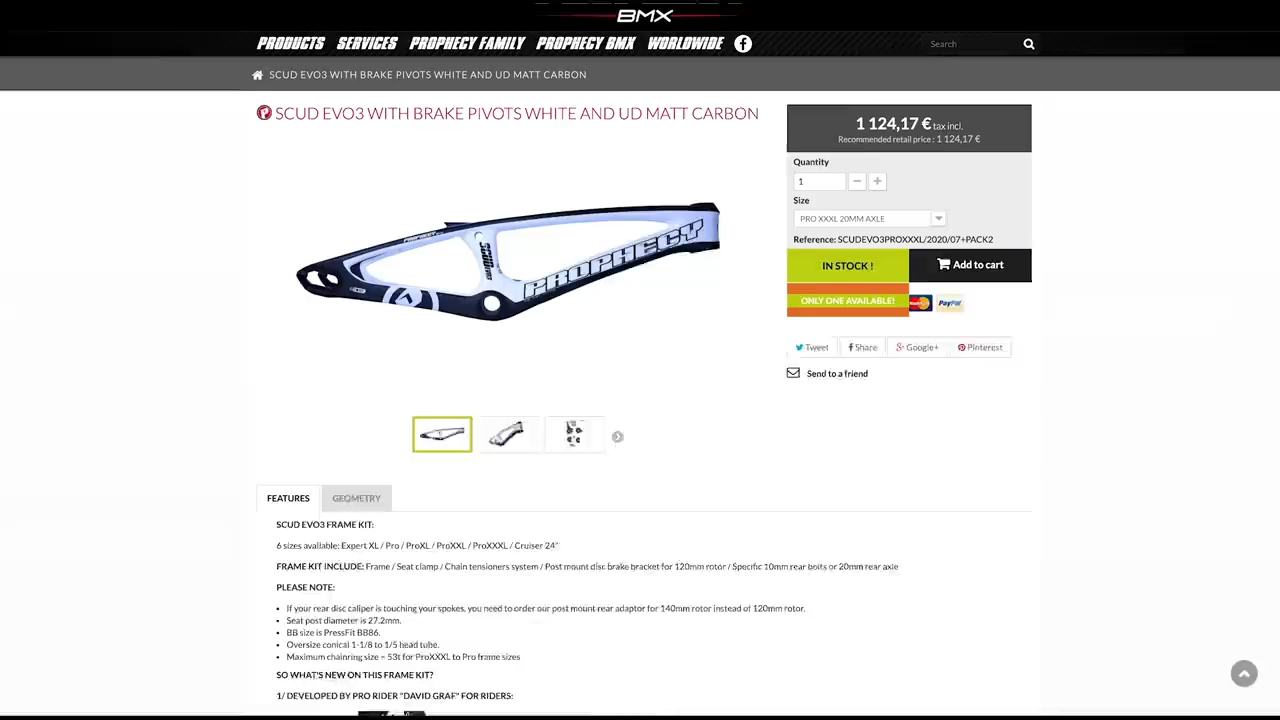 BMX
PRODUCTS SERVICES PROPHECY FAMILY PROPHECY BMX WORLDWIDE f Search
SCUD EVO3 WITH BRAKE PIVOTS WHITE AND UD MATT CARBON
SCUD EVO3 WITH BRAKE PIVOTS WHITE AND UD MATT CARBON
1 124,17 € tax incl.
Recommended retail price : 1 124,17 €
Quantity
1
Size
PRO XXXL 20MM AXLE
Reference: SCUDEVO3PROXXXL/2020/07+PACK2
IN STOCK ! Add to cart
ONLY ONE AVAILABLE! PayPal
Tweet Share Google+ Pinterest
Send to a friend
PROPHECY
FEATURES GEOMETRY
SCUD EVO3 FRAME KIT:
6 sizes available: Expert XL / Pro / ProXL / ProXXL / ProXXXL / Cruiser 24"
FRAME KIT INCLUDE: Frame / Seat clamp / Chain tensioners system / Post mount disc brake bracket for 120mm rotor / Specific 10mm rear bolts or 20mm rear axle
PLEASE NOTE:
• If your rear disc caliper is touching your spokes, you need to order our post mount rear adaptor for 140mm rotor instead of 120mm rotor.
• Seat post diameter is 27.2mm.
• BB size is PressFit BB86.
• Oversize conical 1-1/8 to 1/5 head tube.
• Maximum chainring size = 53t for ProXXXL to Pro frame sizes
SO WHAT'S NEW ON THIS FRAME KIT?
1/ DEVELOPED BY PRO RIDER "DAVID GRAF" FOR RIDERS: